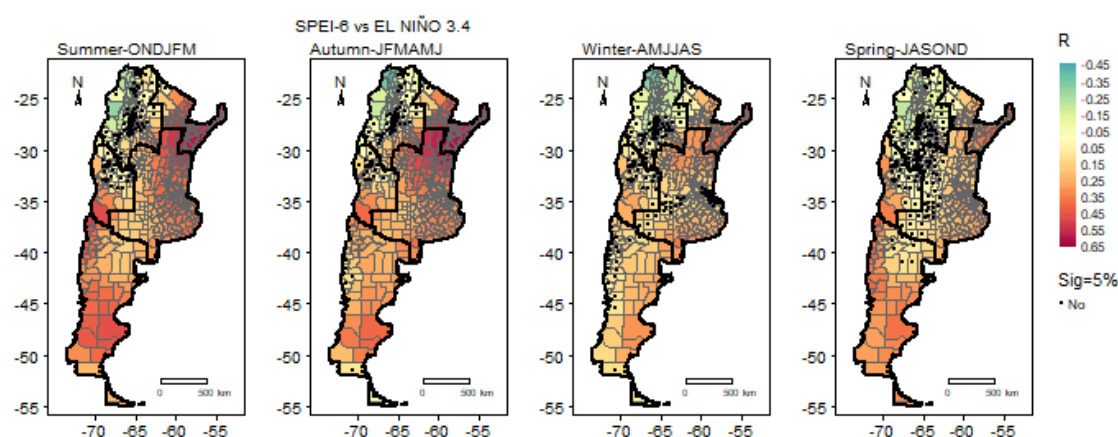 SPEI-6 vs EL NIÑO 3.4
Summer-ONDJFM
Autumn-JFMAMJ
Winter-AMJJAS
Spring-JASOND
N
N
N
N
-25
-30
-35
-40
-45
-50
-55
-25
-30
-35
-40
-45
-50
-55
-25
-30
-35
-40
-45
-50
-55
-25
-30
-35
-40
-45
-50
-55
0 500 km
0 500 km
0 500 km
0 500 km
-70 -65 -60 -55
-70 -65 -60 -55
-70 -65 -60 -55
-70 -65 -60 -55
R
-0.45
-0.35
-0.25
-0.15
0.05
0.15
0.25
0.35
0.45
0.55
0.65
Sig=5%
No